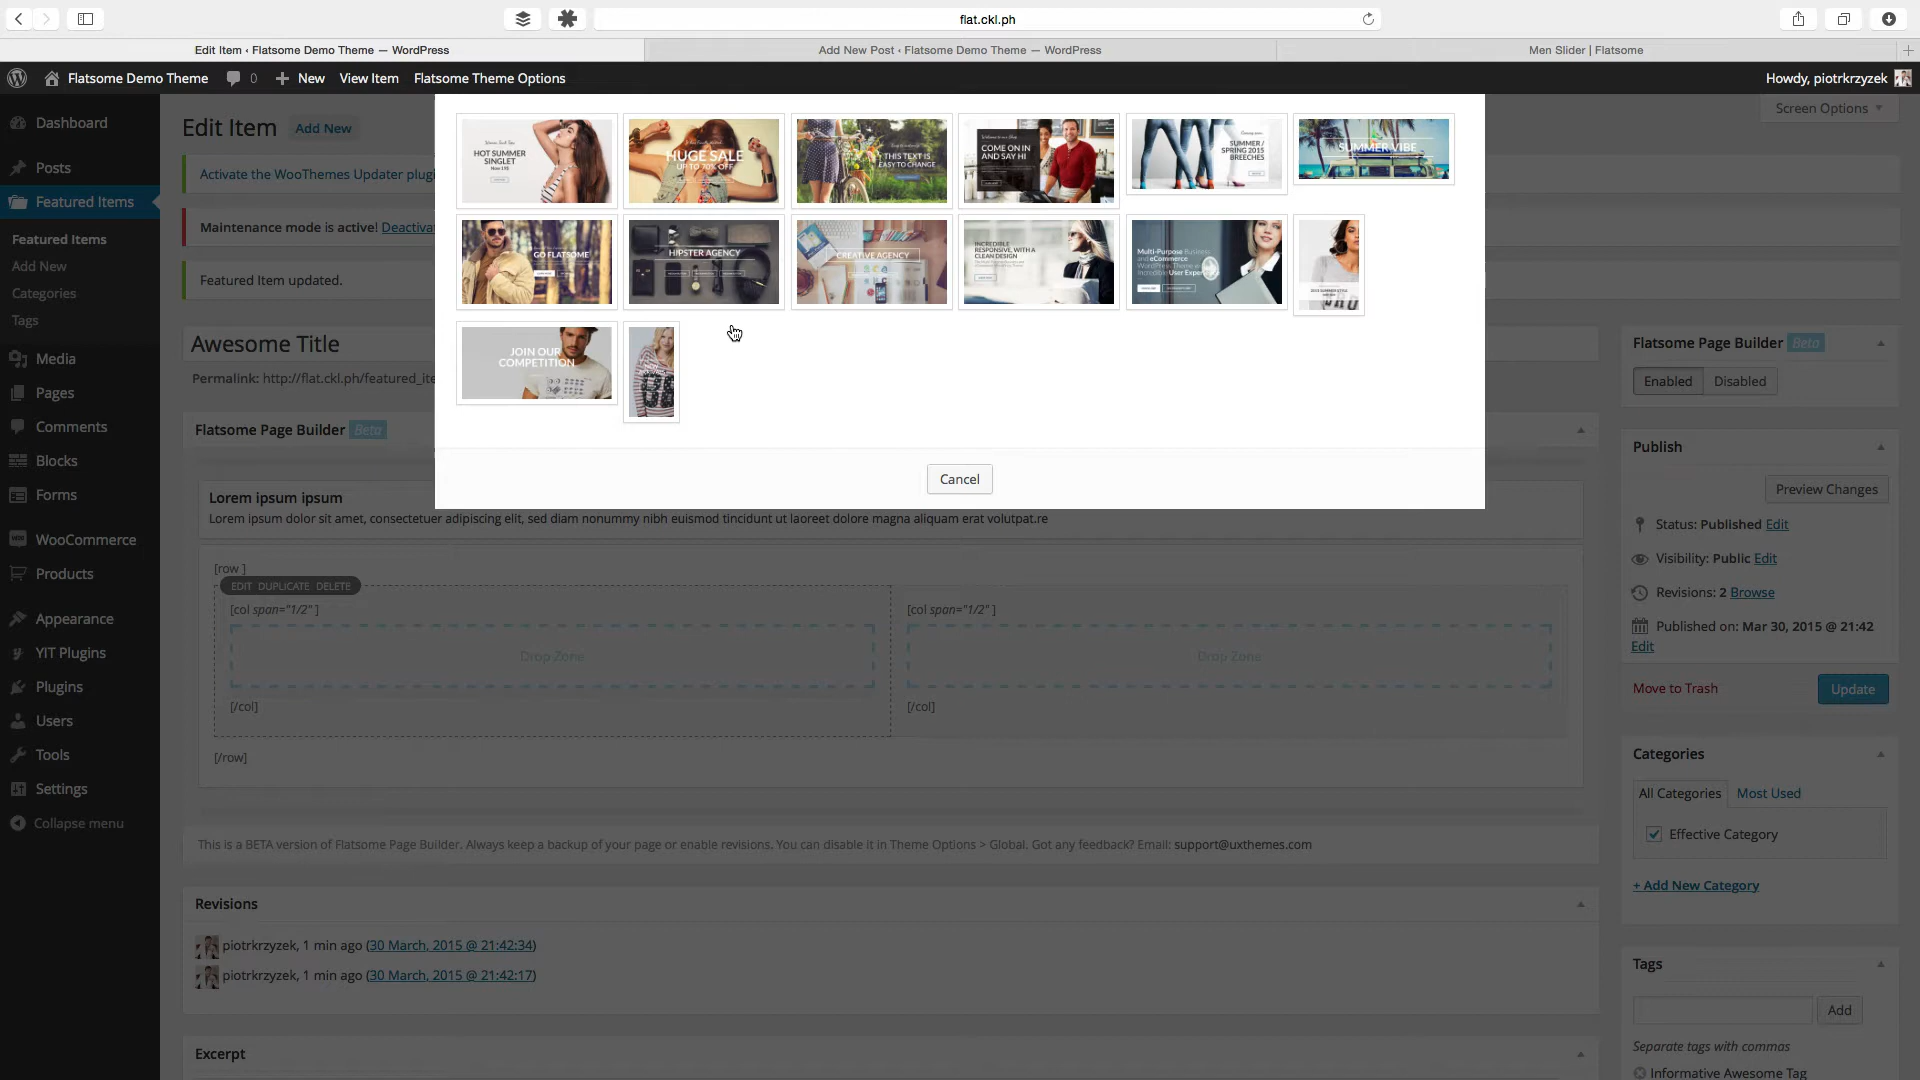 flat.ckl.ph
Edit Item ‹ Flatsome Demo Theme — WordPress
Add New Post ‹ Flatsome Demo Theme — WordPress
Men Slider | Flatsome
Flatsome Demo Theme
0
New
View Item
Flatsome Theme Options
Howdy, piotrkrzyzek
Dashboard
Posts
Featured Items
Featured Items
Add New
Categories
Tags
Media
Pages
Comments
Blocks
Forms
WooCommerce
Products
Appearance
YIT Plugins
Plugins
Users
Tools
Settings
Collapse menu
Edit Item
Add New
Screen Options
Activate the WooThemes Updater plugi
Maintenance mode is active! Deactiva
Featured Item updated.
Awesome Title
Permalink: http://flat.ckl.ph/featured_ite
HOT SUMMER
SINGLET
HUGE SALE
UP TO 70% OFF
THIS TEXT IS
EASY TO CHANGE
COME ON IN
AND SAY HI
SUMMER /
SPRING 2015
BREECHES
SUMMER VIBE
GO FLATSOME
HIPSTER AGENCY
CREATIVE AGENCY
INCREDIBLE
RESPONSIVE, WITH A
CLEAN DESIGN
Multi-Purpose Business
and eCommerce
WordPress Theme
Incredible User Exper
JOIN OUR
COMPETITION
Cancel
Flatsome Page Builder Beta
Lorem ipsum ipsum
Lorem ipsum dolor sit amet, consectetuer adipiscing elit, sed diam nonummy nibh euismod tincidunt ut laoreet dolore magna aliquam erat volutpat.re
[row ]
EDIT DUPLICATE DELETE
[col span="1/2" ]
[col span="1/2" ]
Drop Zone
Drop Zone
[/col]
[/col]
[/row]
This is a BETA version of Flatsome Page Builder. Always keep a backup of your page or enable revisions. You can disable it in Theme Options > Global. Got any feedback? Email: support@uxthemes.com
Revisions
piotrkrzyzek, 1 min ago (30 March, 2015 @ 21:42:34)
piotrkrzyzek, 1 min ago (30 March, 2015 @ 21:42:17)
Excerpt
Flatsome Page Builder Beta
Enabled
Disabled
Publish
Preview Changes
Status: Published Edit
Visibility: Public Edit
Revisions: 2 Browse
Published on: Mar 30, 2015 @ 21:42
Edit
Move to Trash
Update
Categories
All Categories
Most Used
Effective Category
+ Add New Category
Tags
Add
Separate tags with commas
Informative Awesome Tag